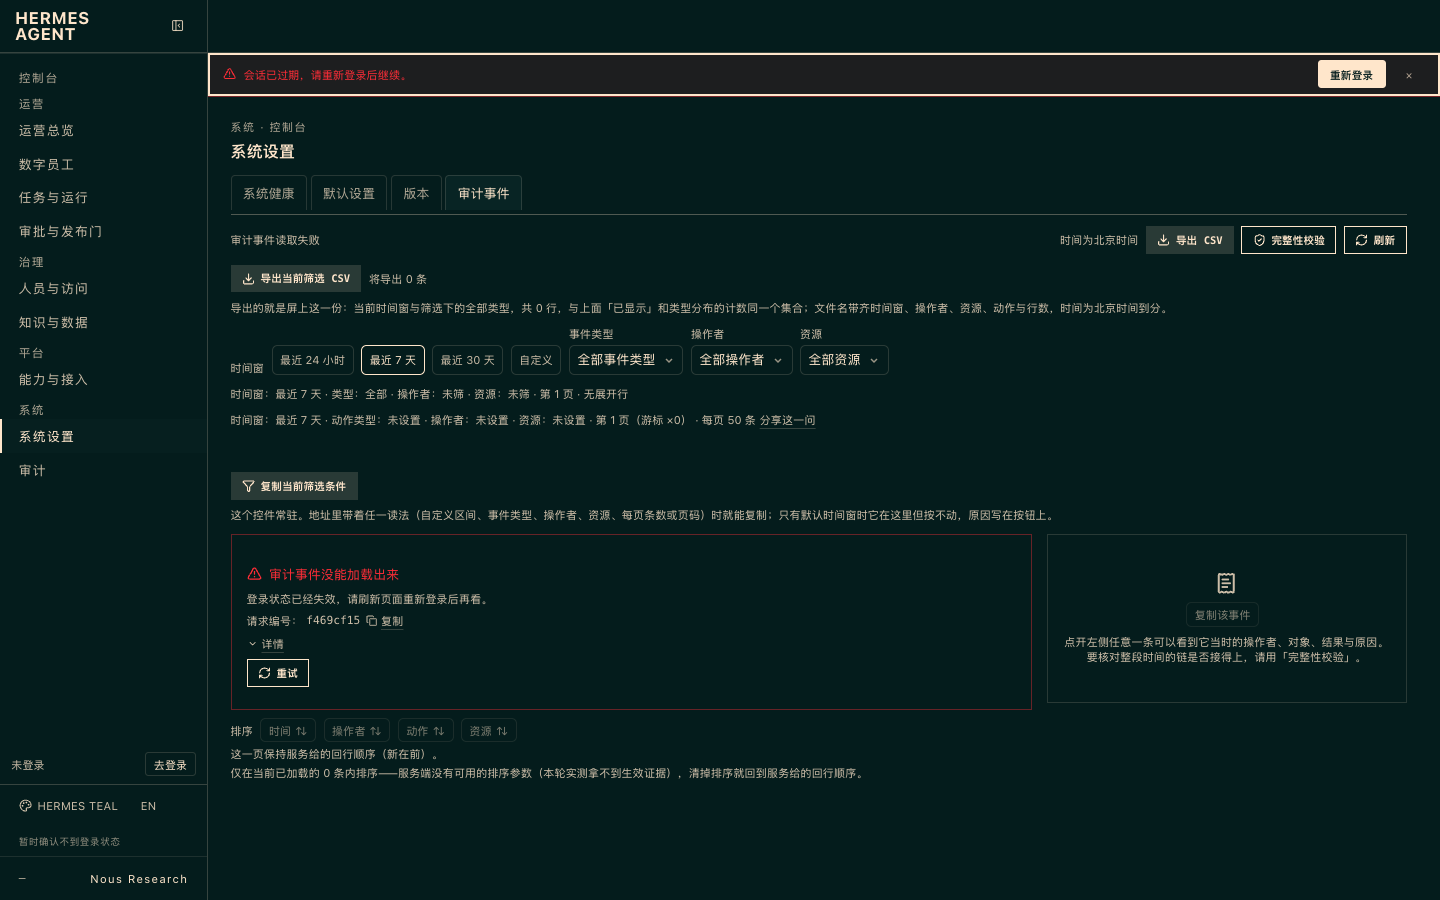 HERMES
AGENT
控制台
运营
运营总览
数字员工
任务与运行
审批与发布门
治理
人员与访问
知识与数据
平台
能力与接入
系统
系统设置
审计
未登录
去登录
HERMES TEAL
EN
暂时确认不到登录状态
–
Nous Research
会话已过期，请重新登录后继续。
重新登录
×
系统 · 控制台
系统设置
系统健康
默认设置
版本
审计事件
审计事件读取失败
时间为北京时间
导出 CSV
完整性校验
刷新
导出当前筛选 CSV
将导出 0 条
导出的就是屏上这一份：当前时间窗与筛选下的全部类型，共 0 行，与上面「已显示」和类型分布的计数同一个集合；文件名带齐时间窗、操作者、资源、动作与行数，时间为北京时间到分。
时间窗
最近 24 小时
最近 7 天
最近 30 天
自定义
事件类型
全部事件类型
操作者
全部操作者
资源
全部资源
时间窗：最近 7 天 · 类型：全部 · 操作者：未筛 · 资源：未筛 · 第 1 页 · 无展开行
时间窗：最近 7 天 · 动作类型：未设置 · 操作者：未设置 · 资源：未设置 · 第 1 页（游标 ×0） · 每页 50 条 分享这一问
复制当前筛选条件
这个控件常驻。地址里带着任一读法（自定义区间、事件类型、操作者、资源、每页条数或页码）时就能复制；只有默认时间窗时它在这里但按不动，原因写在按钮上。
审计事件没能加载出来
登录状态已经失效，请刷新页面重新登录后再看。
请求编号： f469cf15 复制
详情
重试
复制该事件
点开左侧任意一条可以看到它当时的操作者、对象、结果与原因。
要核对整段时间的链是否接得上，请用「完整性校验」。
排序
时间
操作者
动作
资源
这一页保持服务给的回行顺序（新在前）。
仅在当前已加载的 0 条内排序——服务端没有可用的排序参数（本轮实测拿不到生效证据），清掉排序就回到服务给的回行顺序。